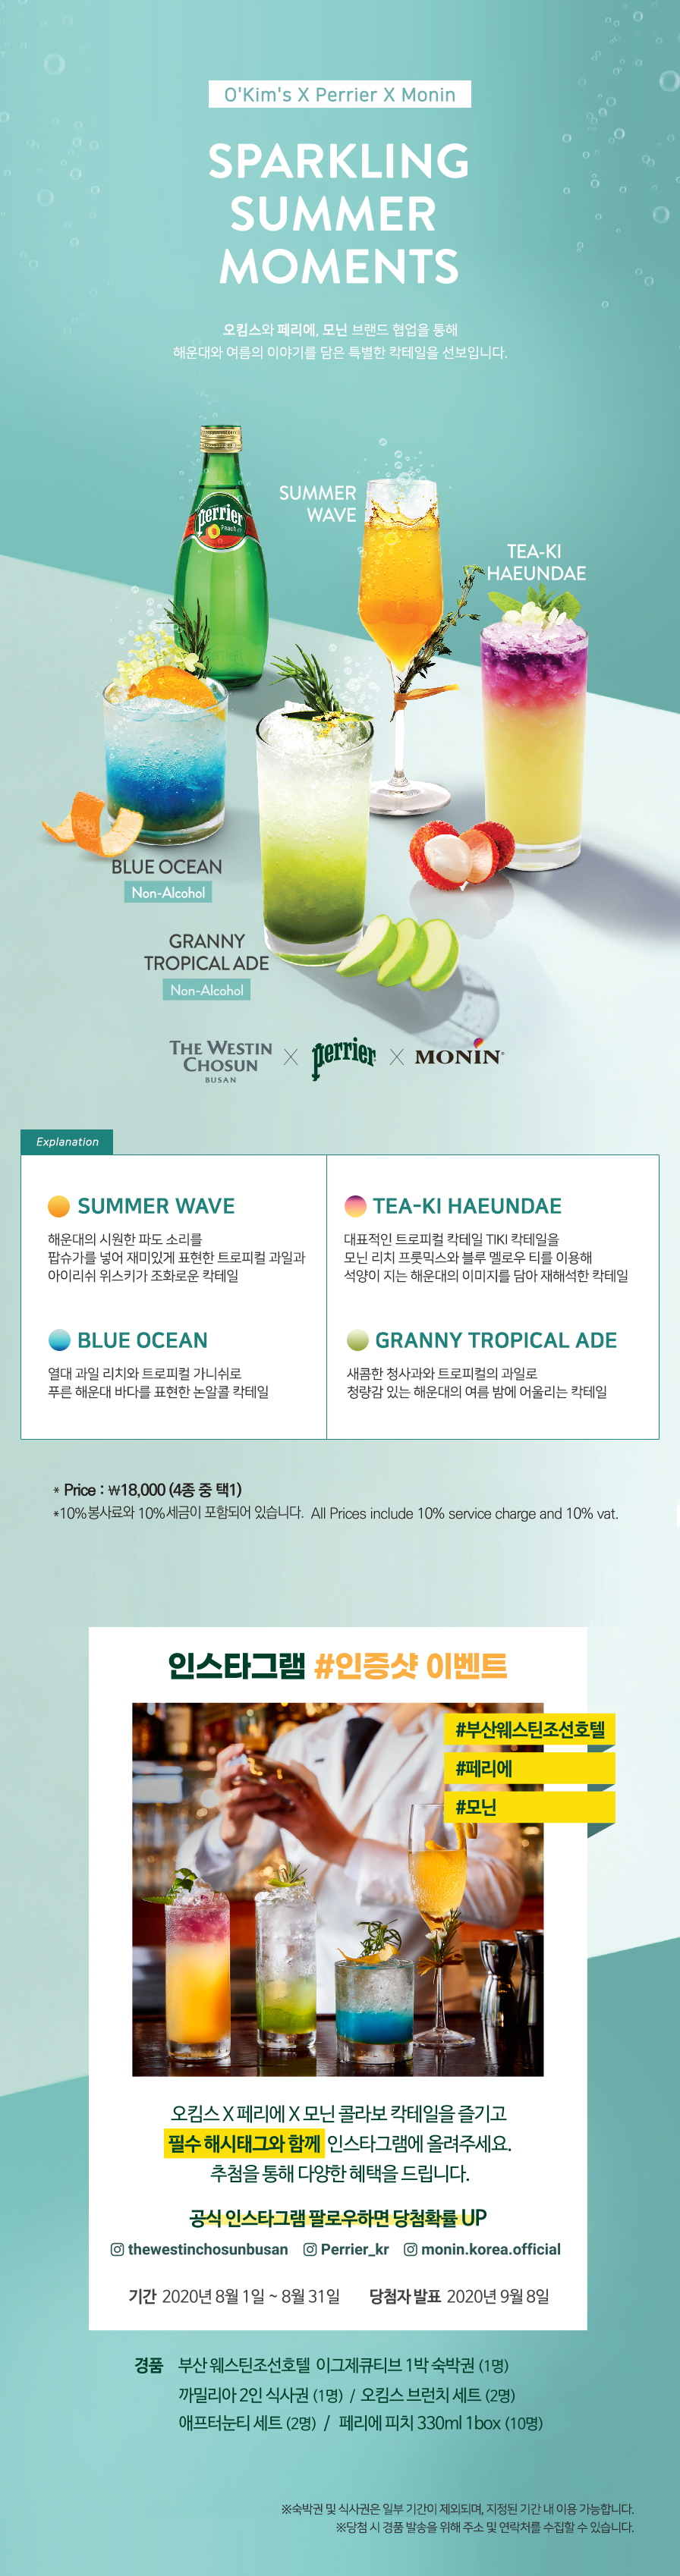 O'Kim's X Perrier X Monin
SPARKLING
SUMMER
MOMENTS
오킴스와 페리에, 모닌 브랜드 협업을 통해
해운대와 여름의 이야기를 담은 특별한 칵테일을 선보입니다.
perrier
Peach
SUMMER
WAVE
TEA-KI
HAEUNDAE
BLUE OCEAN
Non-Alcohol
GRANNY
TROPICAL ADE
Non-Alcohol
THE WESTIN
CHOSUN
BUSAN
X perrier X MONIN
Explanation
SUMMER WAVE
해운대의 시원한 파도 소리를
팝슈가를 넣어 재미있게 표현한 트로피컬 과일과
아이리쉬 위스키가 조화로운 칵테일
TEA-KI HAEUNDAE
대표적인 트로피컬 칵테일 TIKI 칵테일을
모닌 리치 프룻믹스와 블루 멜로우 티를 이용해
석양이 지는 해운대의 이미지를 담아 재해석한 칵테일
BLUE OCEAN
열대 과일 리치와 트로피컬 가니쉬로
푸른 해운대 바다를 표현한 논알콜 칵테일
GRANNY TROPICAL ADE
새콤한 청사과와 트로피컬의 과일로
청량감 있는 해운대의 여름 밤에 어울리는 칵테일
* Price : ₩18,000 (4종 중 택1)
*10%봉사료와 10%세금이 포함되어 있습니다. All Prices include 10% service charge and 10% vat.
인스타그램 #인증샷 이벤트
#부산웨스틴조선호텔
#페리에
#모닌
오킴스 X 페리에 X 모닌 콜라보 칵테일을 즐기고
필수 해시태그와 함께 인스타그램에 올려주세요.
추첨을 통해 다양한 혜택을 드립니다.
공식 인스타그램 팔로우하면 당첨확률 UP
thewestinchosunbusan Perrier_kr monin.korea.official
기간 2020년 8월 1일 ~ 8월 31일 당첨자 발표 2020년 9월 8일
경품 부산 웨스틴조선호텔 이그제큐티브 1박 숙박권 (1명)
까밀리아 2인 식사권 (1명) / 오킴스 브런치 세트 (2명)
애프터눈티 세트 (2명) / 페리에 피치 330ml 1box (10명)
※숙박권 및 식사권은 일부 기간이 제외되며, 지정된 기간 내 이용 가능합니다.
※당첨 시 경품 발송을 위해 주소 및 연락처를 수집할 수 있습니다.